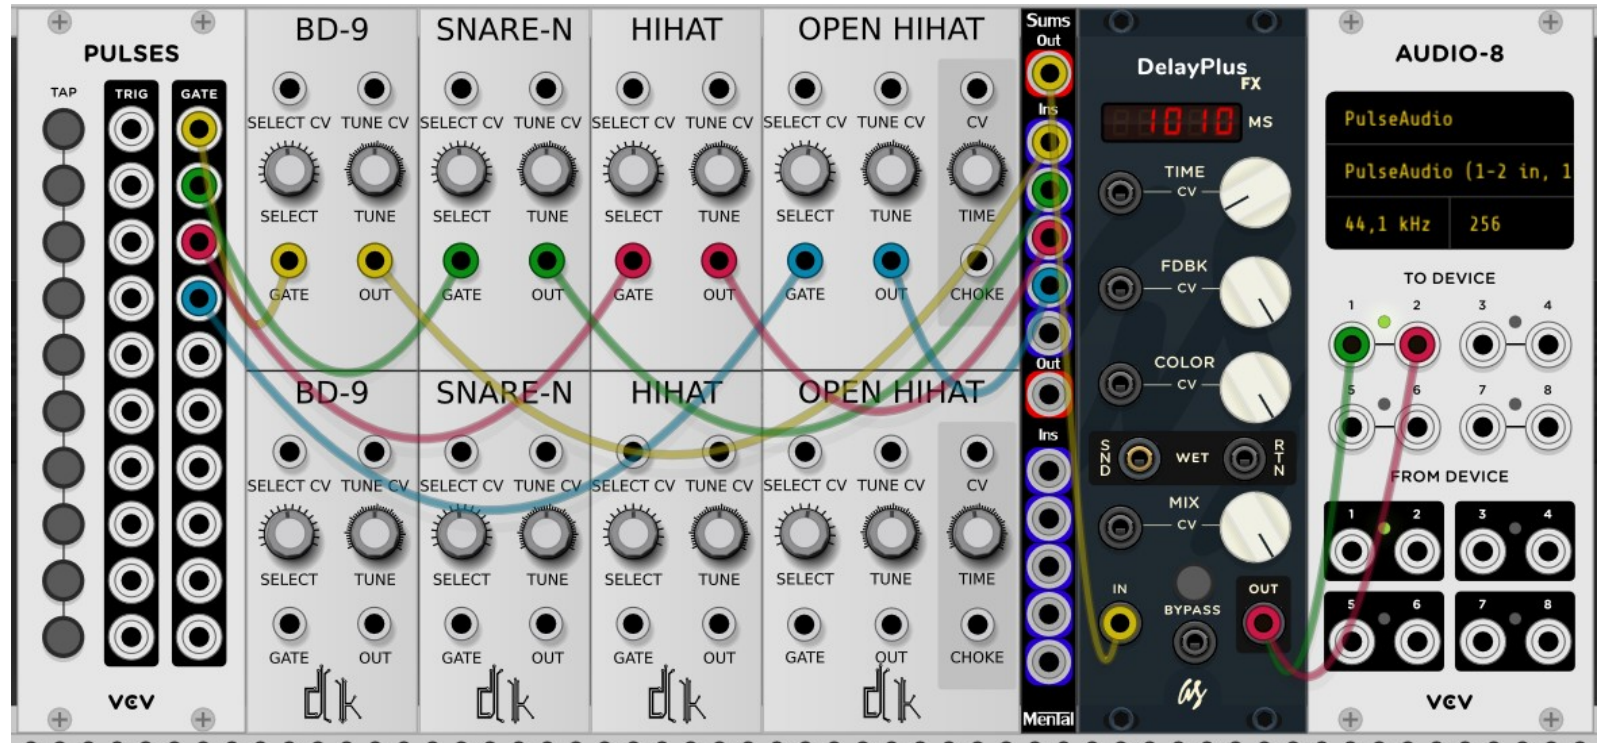 PULSES
TAP TRIG GATE
VCV
BD-9 SNARE-N HIHAT OPEN HIHAT
SELECT CV TUNE CV SELECT CV TUNE CV SELECT CV TUNE CV SELECT CV TUNE CV CV
SELECT TUNE SELECT TUNE SELECT TUNE SELECT TUNE TIME
GATE OUT GATE OUT GATE OUT GATE OUT CHOKE
BD-9 SNARE-N HIHAT OPEN HIHAT
SELECT CV TUNE CV SELECT CV TUNE CV SELECT CV TUNE CV SELECT CV TUNE CV CV
SELECT TUNE SELECT TUNE SELECT TUNE SELECT TUNE TIME
GATE OUT GATE OUT GATE OUT GATE OUT CHOKE
dlk dlk dlk dlk
Sums
Out
Ins
Out
Ins
Mental
DelayPlus
FX
1010 MS
TIME
CV
FDBK
CV
COLOR
CV
SND WET RTN
MIX
CV
IN BYPASS OUT
as
AUDIO-8
PulseAudio
PulseAudio (1-2 in, 1
44,1 kHz 256
TO DEVICE
1 2 3 4
5 6 7 8
FROM DEVICE
1 2 3 4
5 6 7 8
VCV